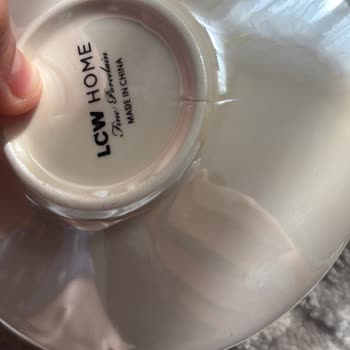 LCW HOME
Fine Porcelain
MADE IN CHINA